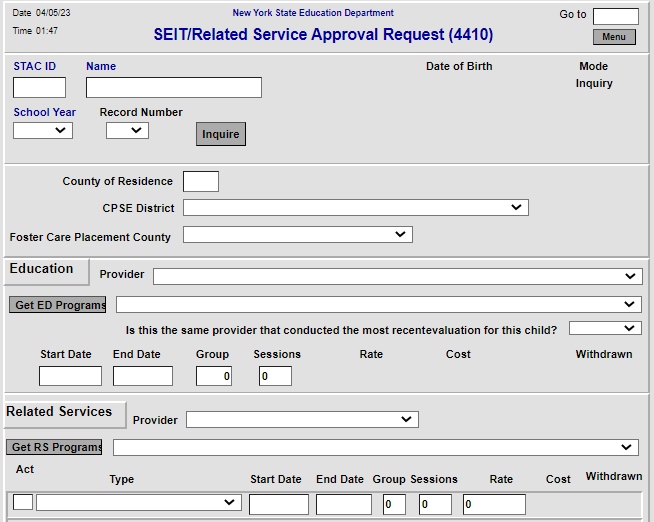 Date 04/05/23 New York State Education Department Go to
Time 01:47 SEIT/Related Service Approval Request (4410) Menu
STAC ID Name Date of Birth Mode
Inquiry
School Year Record Number
Inquire
County of Residence
CPSE District
Foster Care Placement County
Education Provider
Get ED Programs
Is this the same provider that conducted the most recentevaluation for this child?
Start Date End Date Group Sessions Rate Cost Withdrawn
0 0
Related Services Provider
Get RS Programs
Act Type Start Date End Date Group Sessions Rate Cost Withdrawn
0 0 0